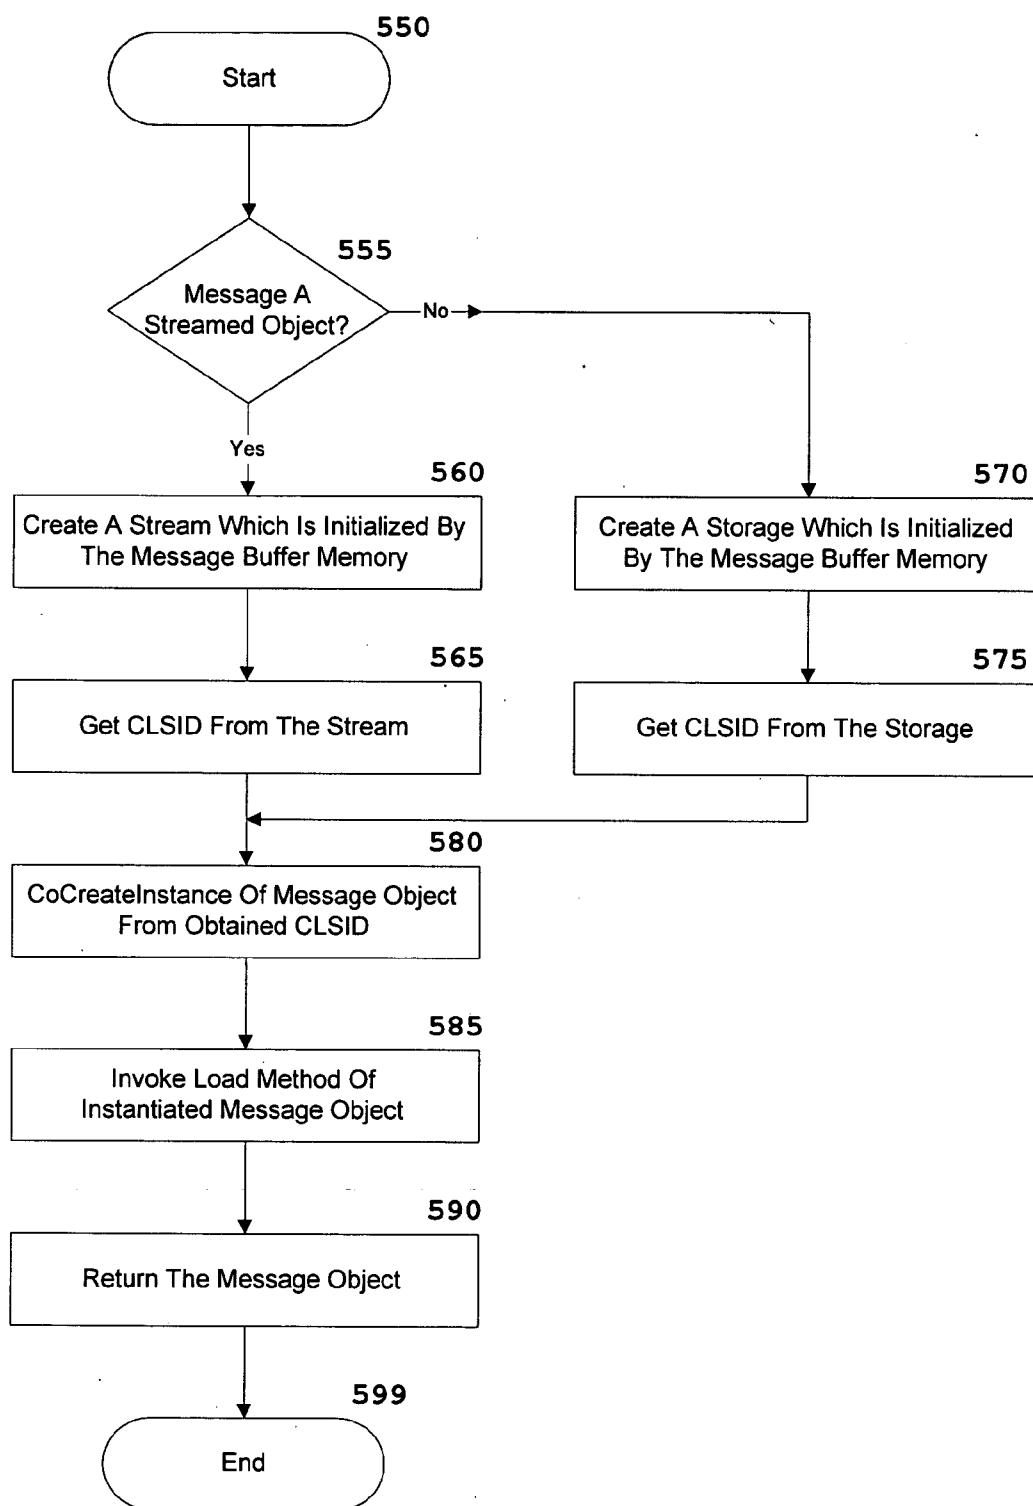 550
Start
555
Message A
Streamed Object?
No
Yes
560
Create A Stream Which Is Initialized By
The Message Buffer Memory
570
Create A Storage Which Is Initialized
By The Message Buffer Memory
565
Get CLSID From The Stream
575
Get CLSID From The Storage
580
CoCreateInstance Of Message Object
From Obtained CLSID
585
Invoke Load Method Of
Instantiated Message Object
590
Return The Message Object
599
End